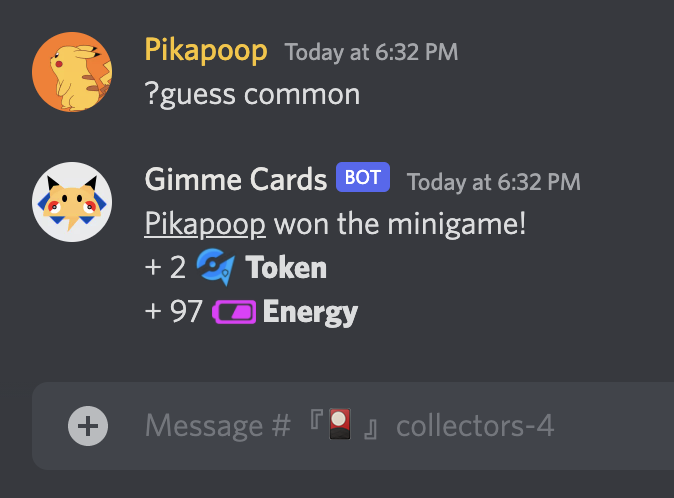 Pikapoop Today at 6:32 PM
?guess common
Gimme Cards BOT Today at 6:32 PM
Pikapoop won the minigame!
+ 2 Token
+ 97 Energy
Message # 『🎴』collectors-4